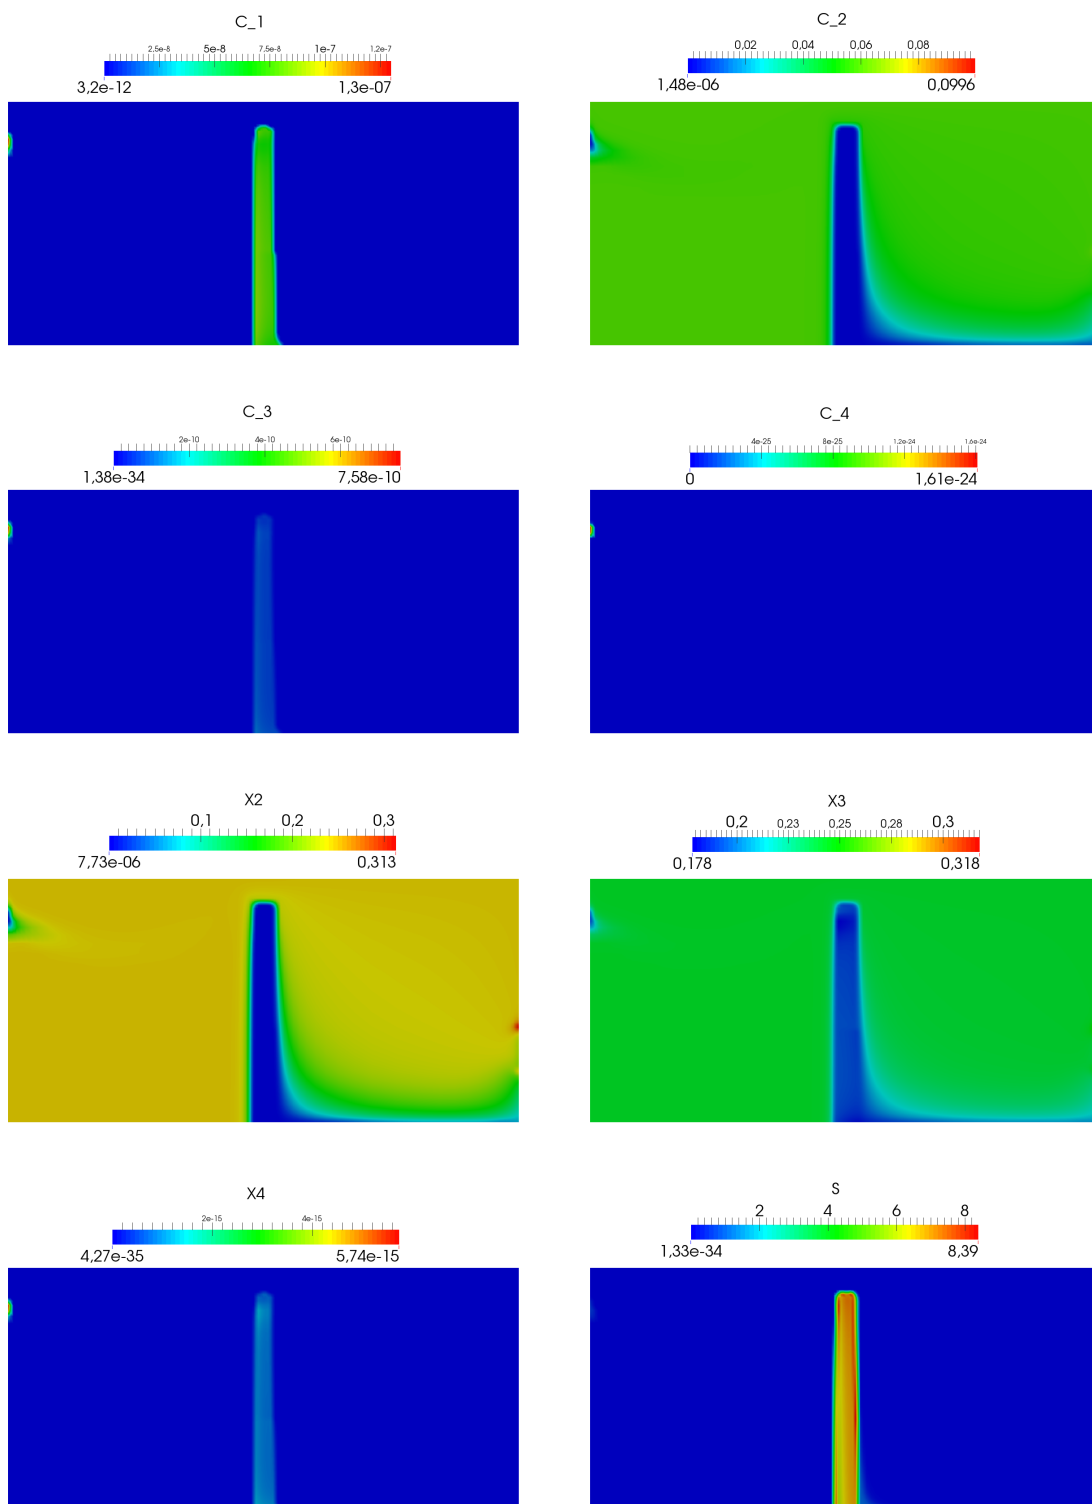 C_1
2.5e-8 5e-8 7.5e-8 1e-7 1.2e-7
3,2e-12 1.3e-07
C_2
0,02 0,04 0,06 0,08
1,48e-06 0,0996
C_3
2e-10 4e-10 6e-10
1,38e-34 7,58e-10
C_4
4e-25 8e-25 1.2e-24 1.6e-24
0 1,61e-24
X2
0,1 0,2 0,3
7,73e-06 0,313
X3
0,2 0,23 0,25 0,28 0,3
0,178 0,318
X4
2e-15 4e-15
4,27e-35 5,74e-15
S
2 4 6 8
1,33e-34 8,39